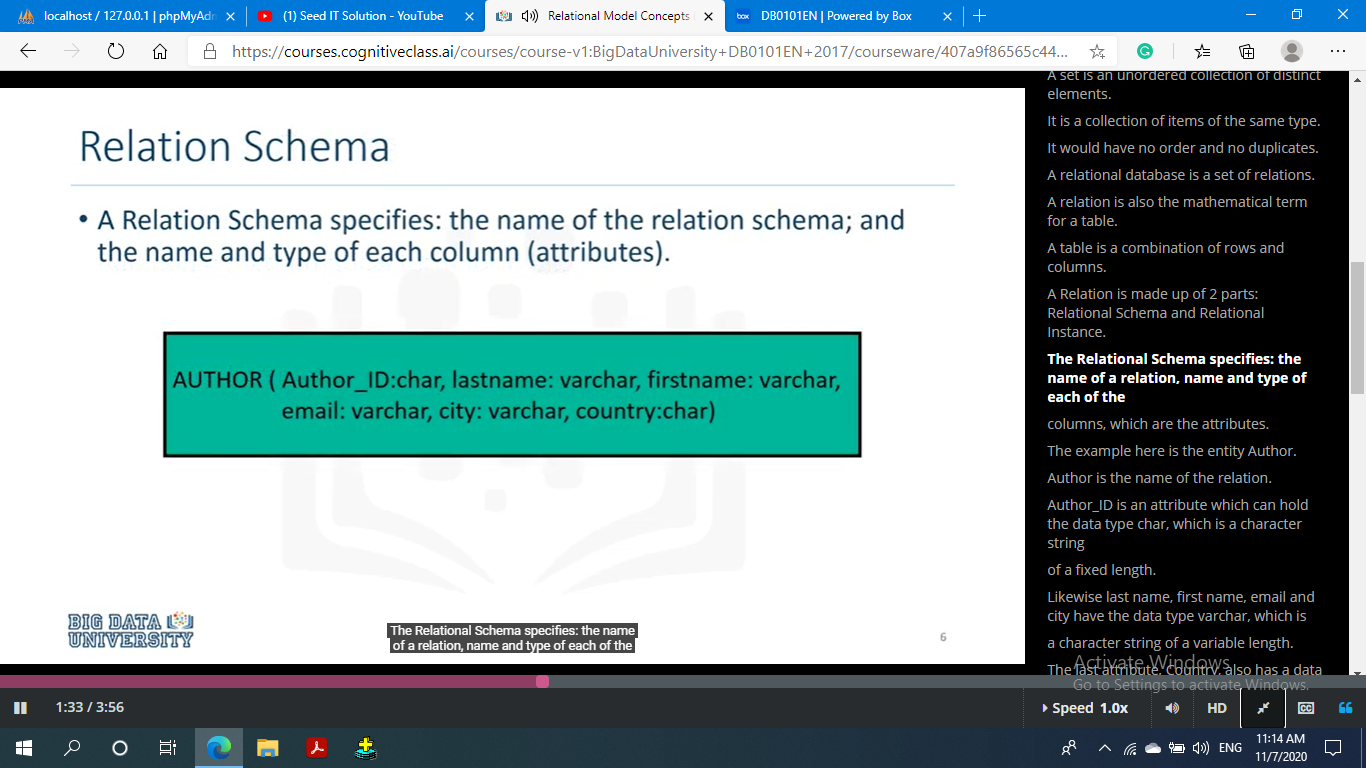 localhost / 127.0.0.1 | phpMyAdn
(1) Seed IT Solution - YouTube
Relational Model Concepts
box
DB0101EN | Powered by Box
https://courses.cognitiveclass.ai/courses/course-v1:BigDataUniversity+DB0101EN+2017/courseware/407a9f86565c44...
Relation Schema
• A Relation Schema specifies: the name of the relation schema; and
the name and type of each column (attributes).
AUTHOR ( Author_ID:char, lastname: varchar, firstname: varchar,
email: varchar, city: varchar, country:char)
BIG DATA
UNIVERSITY
The Relational Schema specifies: the name
of a relation, name and type of each of the
6
A set is an unordered collection of distinct
elements.
It is a collection of items of the same type.
It would have no order and no duplicates.
A relational database is a set of relations.
A relation is also the mathematical term
for a table.
A table is a combination of rows and
columns.
A Relation is made up of 2 parts:
Relational Schema and Relational
Instance.
The Relational Schema specifies: the
name of a relation, name and type of
each of the
columns, which are the attributes.
The example here is the entity Author.
Author is the name of the relation.
Author_ID is an attribute which can hold
the data type char, which is a character
string
of a fixed length.
Likewise last name, first name, email and
city have the data type varchar, which is
a character string of a variable length.
The last attribute, Country, also has a data
Activate Windows
Go to Settings to activate Windows.
1:33 / 3:56
Speed 1.0x
HD
CC
ENG
11:14 AM
11/7/2020